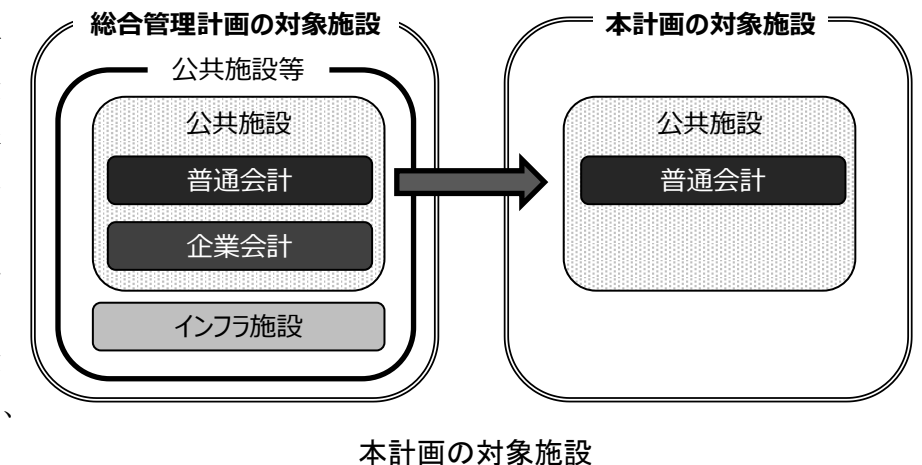 総合管理計画の対象施設
公共施設等
公共施設
普通会計
企業会計
インフラ施設
本計画の対象施設
公共施設
普通会計
、
本計画の対象施設